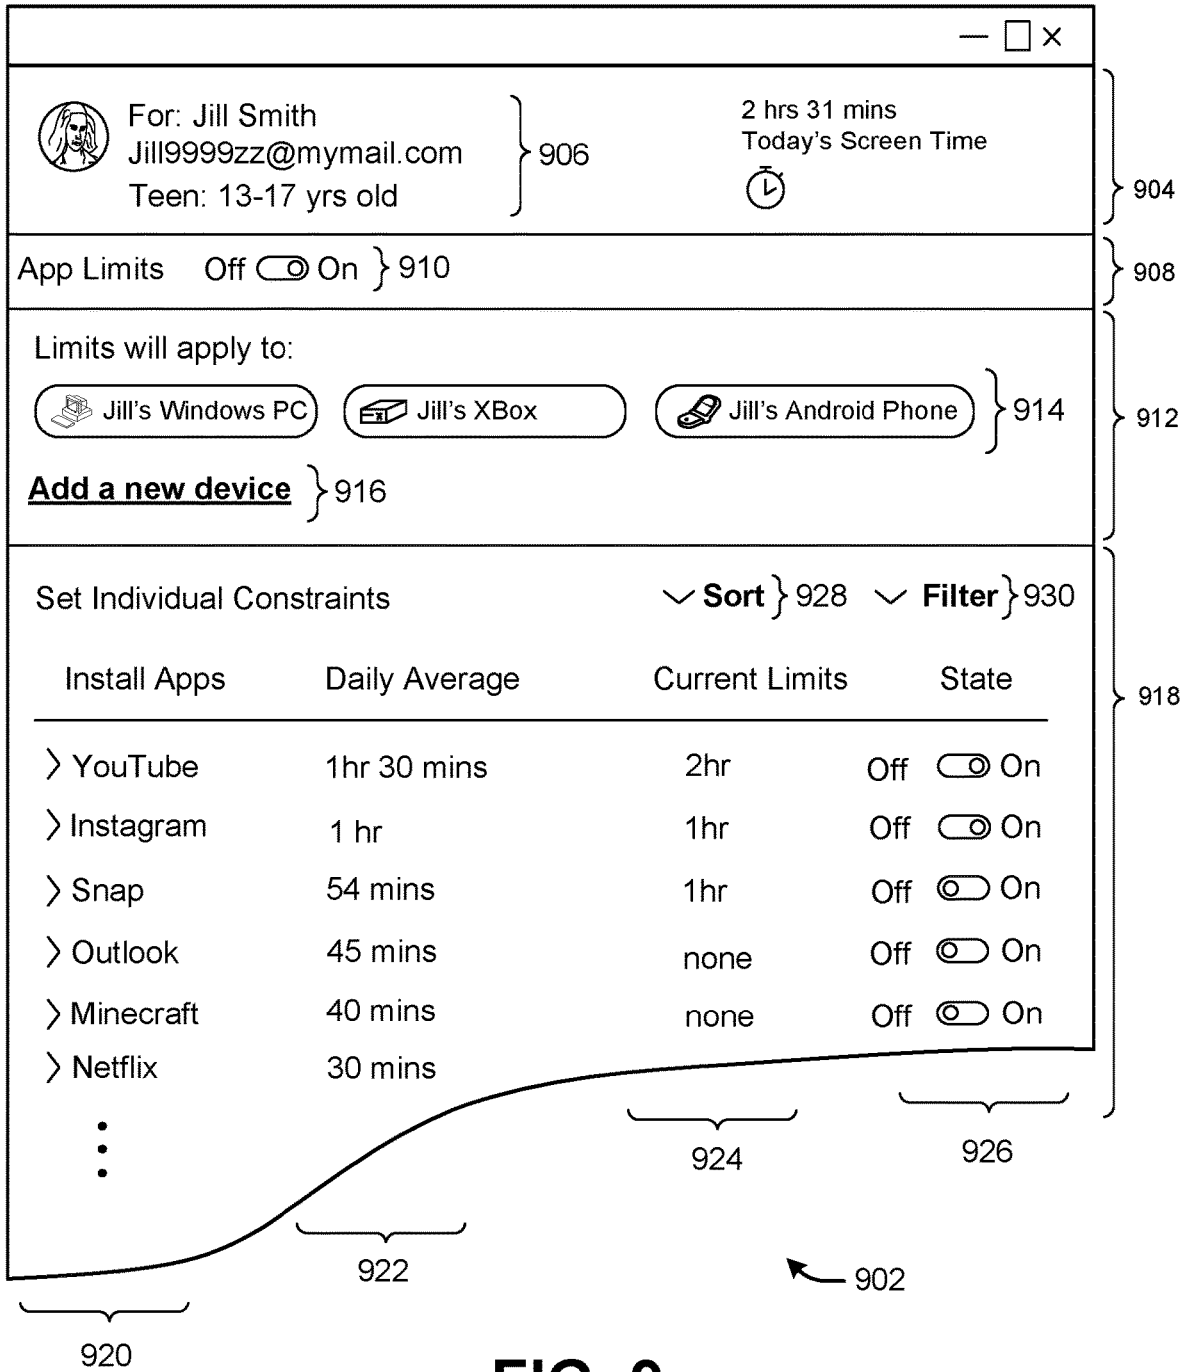 For: Jill Smith
Jill9999zz@mymail.com
Teen: 13-17 yrs old
906
2 hrs 31 mins
Today's Screen Time
904
App Limits Off On 910
908
Limits will apply to:
Jill's Windows PC Jill's XBox Jill's Android Phone 914
912
Add a new device 916
Set Individual Constraints Sort 928 Filter 930
Install Apps Daily Average Current Limits State
918
YouTube 1hr 30 mins 2hr Off On
Instagram 1 hr 1hr Off On
Snap 54 mins 1hr Off On
Outlook 45 mins none Off On
Minecraft 40 mins none Off On
Netflix 30 mins
924
926
922
902
920